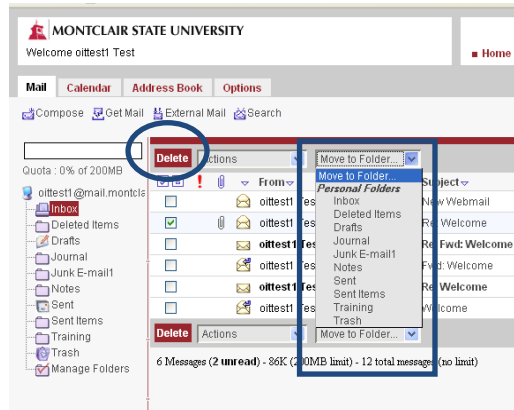 MONTCLAIR STATE UNIVERSITY
Welcome oittest1 Test
Home
Mail Calendar Address Book Options
Compose Get Mail External Mail Search
Quota : 0% of 200MB
oittest1@mail.montcla
Inbox
Deleted Items
Drafts
Journal
Junk E-mail1
Notes
Sent
Sent Items
Training
Trash
Manage Folders
Delete Actions Move to Folder...
From Subject
oittest1 Tes New Webmail
oittest1 Tes Re: Welcome
oittest1 Tes Re: Fwd: Welcome
oittest1 Tes Fwd: Welcome
oittest1 Tes Re: Welcome
oittest1 Tes Welcome
Move to Folder...
Personal Folders
Inbox
Deleted Items
Drafts
Journal
Junk E-mail1
Notes
Sent
Sent Items
Training
Trash
Delete Actions Move to Folder...
6 Messages (2 unread) - 86K (200MB limit) - 12 total messages (no limit)